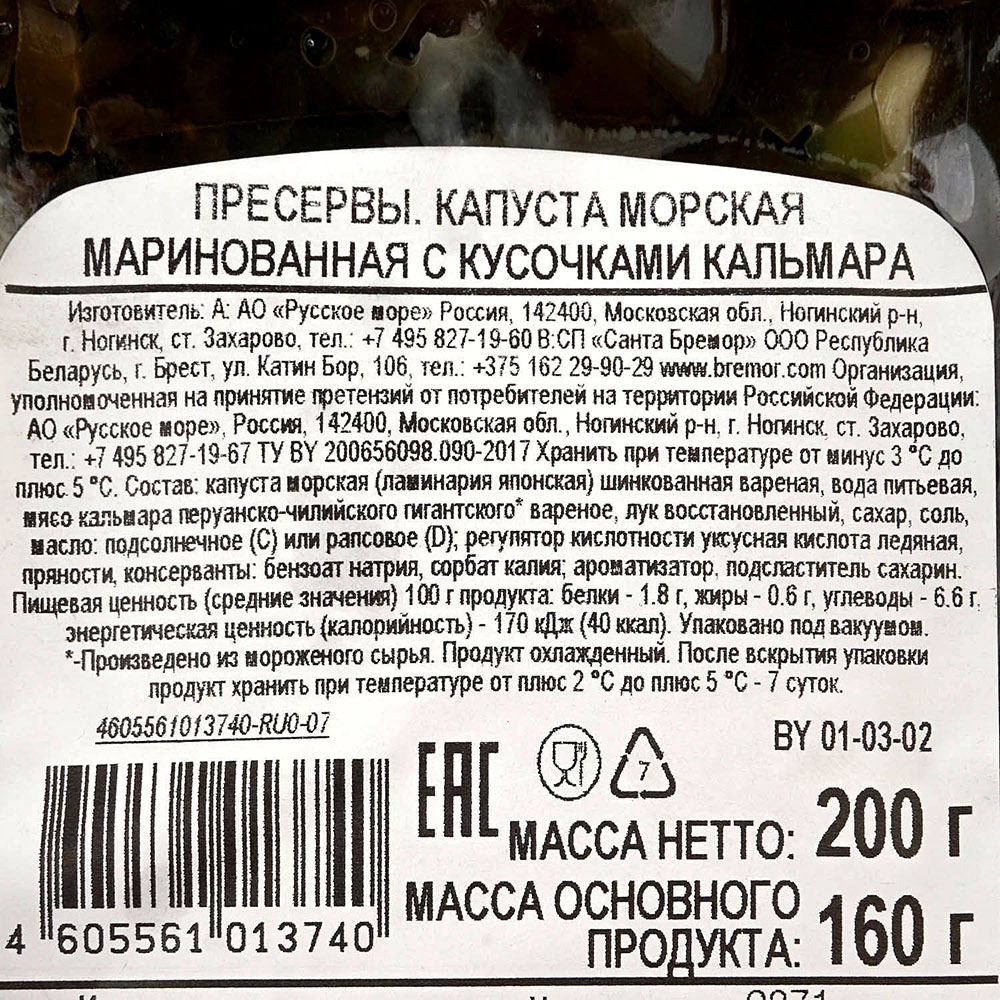 ПРЕСЕРВЫ. КАПУСТА МОРСКАЯ
МАРИНОВАННАЯ С КУСОЧКАМИ КАЛЬМАРА
Изготовитель: А: АО «Русское море» Россия, 142400, Московская обл., Ногинский р-н,
г. Ногинск, ст. Захарово, тел.: +7 495 827-19-60 В:СП «Санта Бремор» ООО Республика
Беларусь, г. Брест, ул. Катин Бор, 106, тел.: +375 162 29-90-29 www.bremor.com Организация,
уполномоченная на принятие претензий от потребителей на территории Российской Федерации:
АО «Русское море», Россия, 142400, Московская обл., Ногинский р-н, г. Ногинск, ст. Захарово,
тел.: +7 495 827-19-67 ТУ BY 200656098.090-2017 Хранить при температуре от минус 3 °С до
плюс 5 °С. Состав: капуста морская (ламинария японская) шинкованная вареная, вода питьевая,
мясо кальмара перуанско-чилийского гигантского* вареное, лук восстановленный, сахар, соль,
масло: подсолнечное (C) или рапсовое (D); регулятор кислотности уксусная кислота ледяная,
пряности, консерванты: бензоат натрия, сорбат калия; ароматизатор, подсластитель сахарин.
Пищевая ценность (средние значения) 100 г продукта: белки - 1.8 г, жиры - 0.6 г, углеводы - 6.6 г,
энергетическая ценность (калорийность) - 170 кДж (40 ккал). Упаковано под вакуумом.
*-Произведено из мороженого сырья. Продукт охлажденный. После вскрытия упаковки
продукт хранить при температуре от плюс 2 °С до плюс 5 °С - 7 суток.
4605561013740-RU0-07
BY 01-03-02
EAC
7
МАССА НЕТТО: 200 г
МАССА ОСНОВНОГО
ПРОДУКТА: 160 г
4 605561 013740